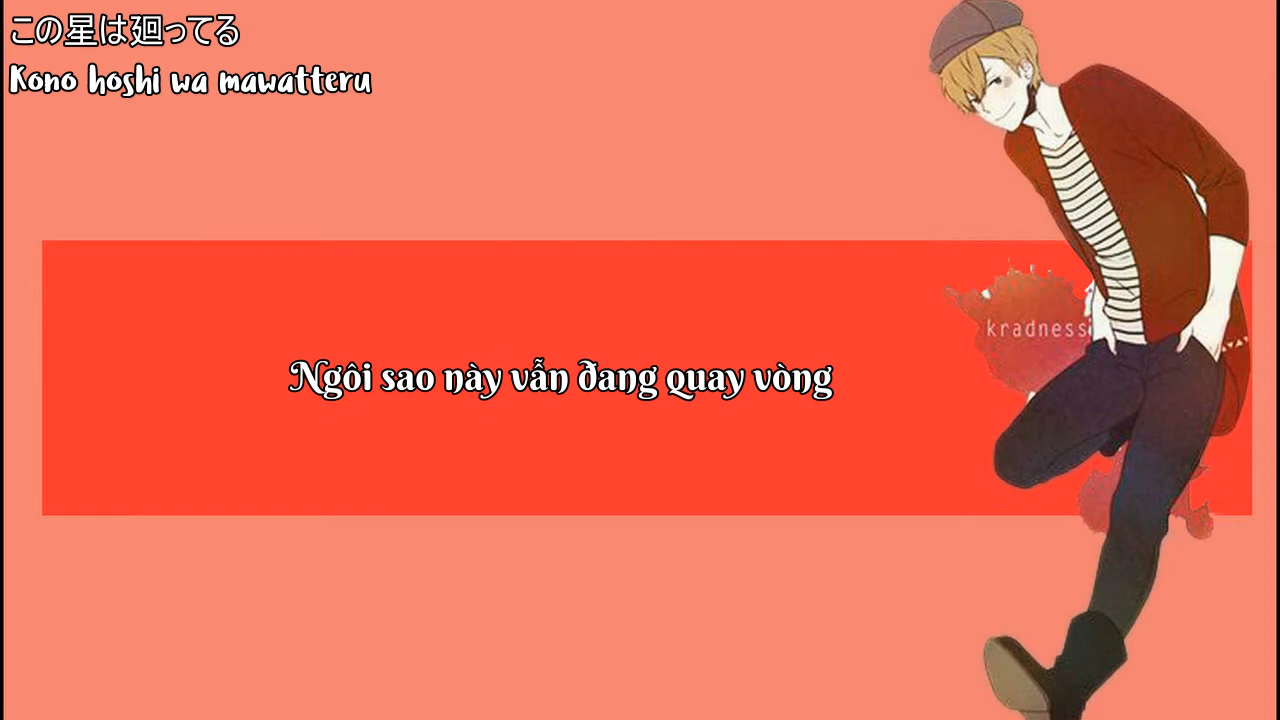 この星は廻ってる
Kono hoshi wa mawatteru
kradness
Ngôi sao này vẫn đang quay vòng